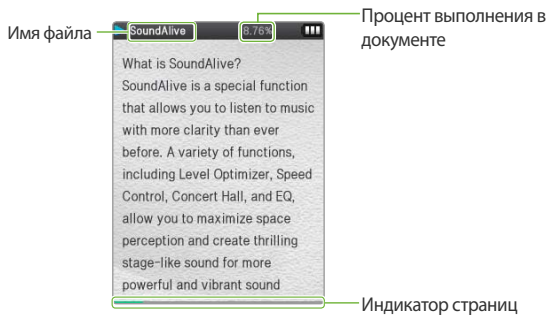 Имя файла
SoundAlive
8.76%
Процент выполнения в
документе
What is SoundAlive?
SoundAlive is a special function
that allows you to listen to music
with more clarity than ever
before. A variety of functions,
including Level Optimizer, Speed
Control, Concert Hall, and EQ,
allow you to maximize space
perception and create thrilling
stage-like sound for more
powerful and vibrant sound
Индикатор страниц